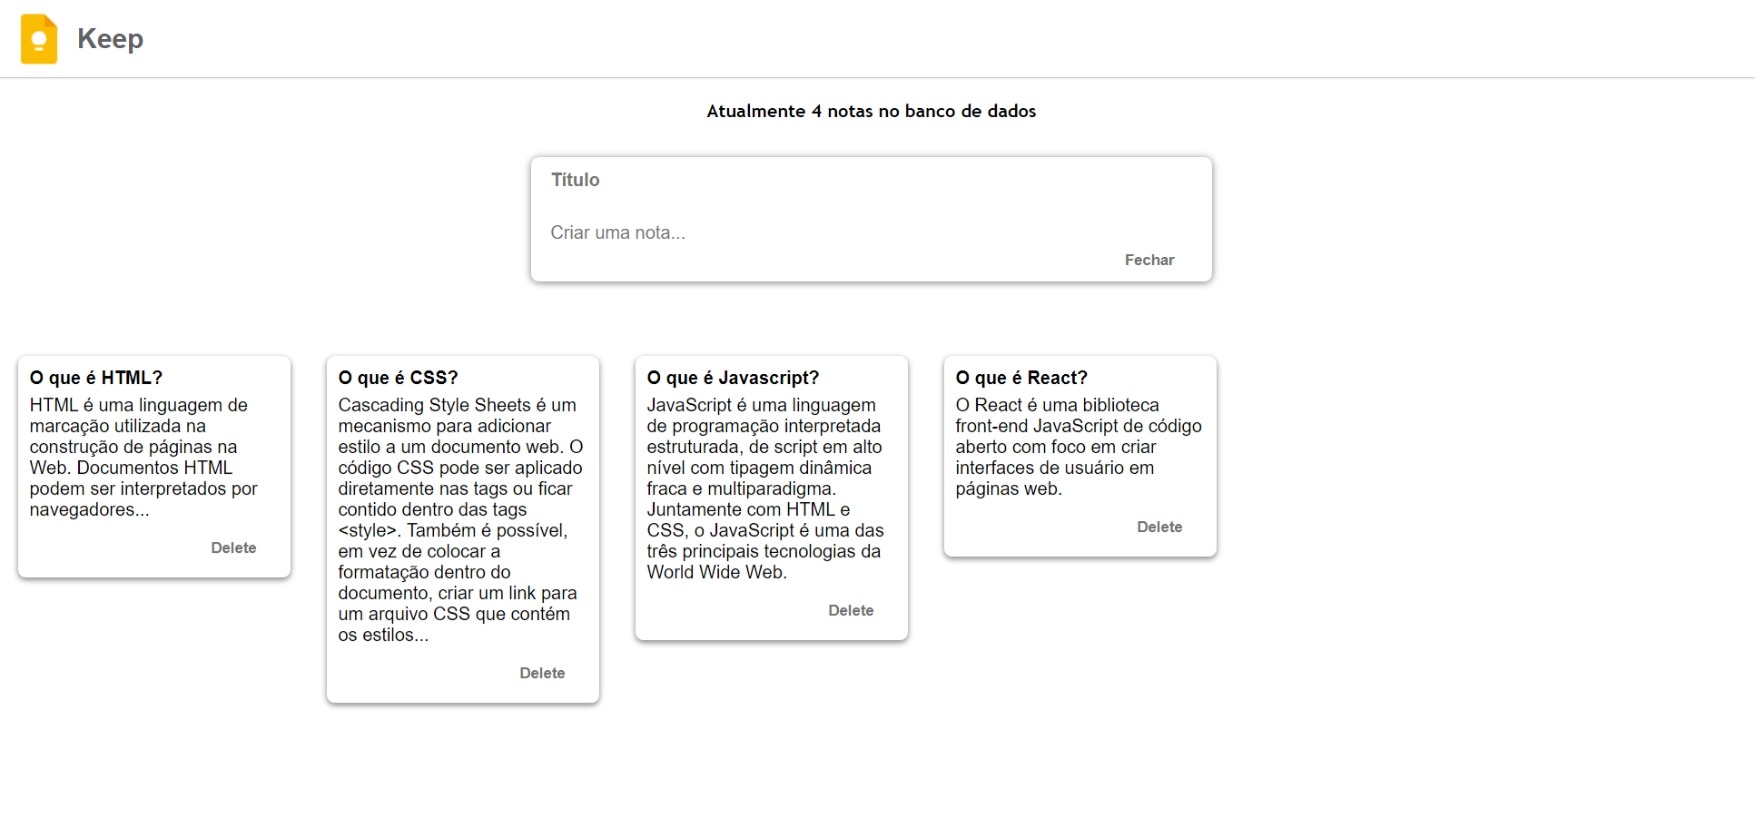 Keep
Atualmente 4 notas no banco de dados
Título
Criar uma nota...
Fechar
O que é HTML?
HTML é uma linguagem de
marcação utilizada na
construção de páginas na
Web. Documentos HTML
podem ser interpretados por
navegadores...
Delete
O que é CSS?
Cascading Style Sheets é um
mecanismo para adicionar
estilo a um documento web. O
código CSS pode ser aplicado
diretamente nas tags ou ficar
contido dentro das tags
<style>. Também é possível,
em vez de colocar a
formatação dentro do
documento, criar um link para
um arquivo CSS que contém
os estilos...
Delete
O que é Javascript?
JavaScript é uma linguagem
de programação interpretada
estruturada, de script em alto
nível com tipagem dinâmica
fraca e multiparadigma.
Juntamente com HTML e
CSS, o JavaScript é uma das
três principais tecnologias da
World Wide Web.
Delete
O que é React?
O React é uma biblioteca
front-end JavaScript de código
aberto com foco em criar
interfaces de usuário em
páginas web.
Delete